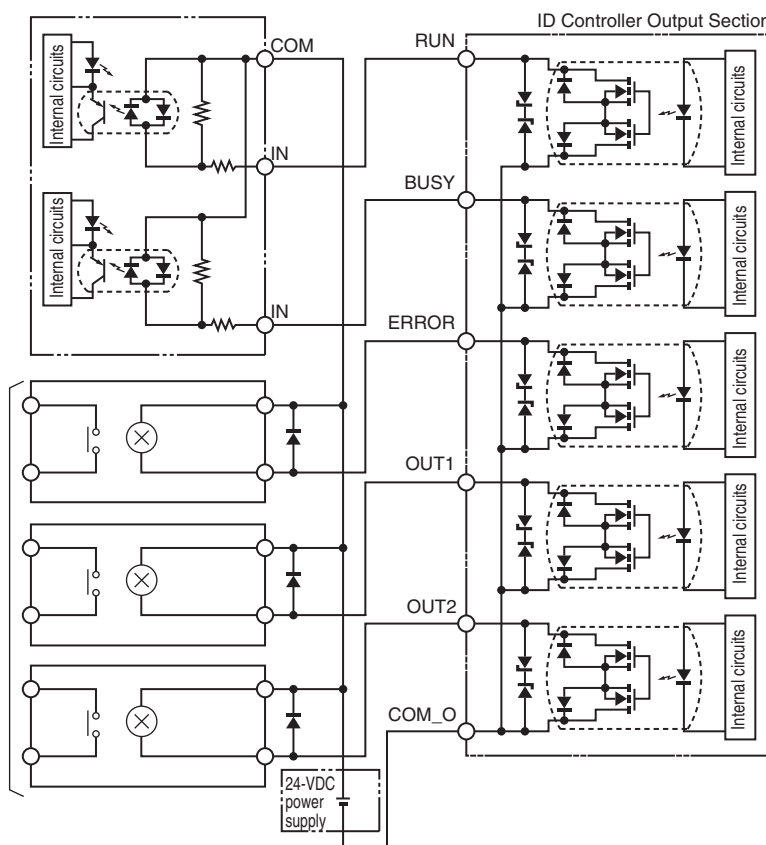 ID Controller Output Section
COM
RUN
Internal circuits
Internal circuits
IN
BUSY
Internal circuits
Internal circuits
IN
ERROR
Internal circuits
OUT1
Internal circuits
OUT2
Internal circuits
COM_O
24-VDC
power
supply